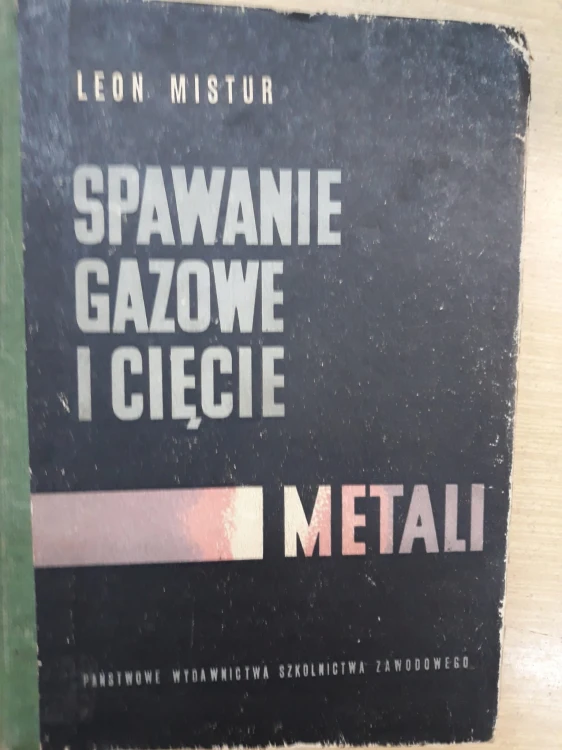 LEON MISTUR
SPAWANIE
GAZOWE
I CIĘCIE
METALI
PAŃSTWOWE WYDAWNICTWA SZKOLNICTWA ZAWODOWEGO